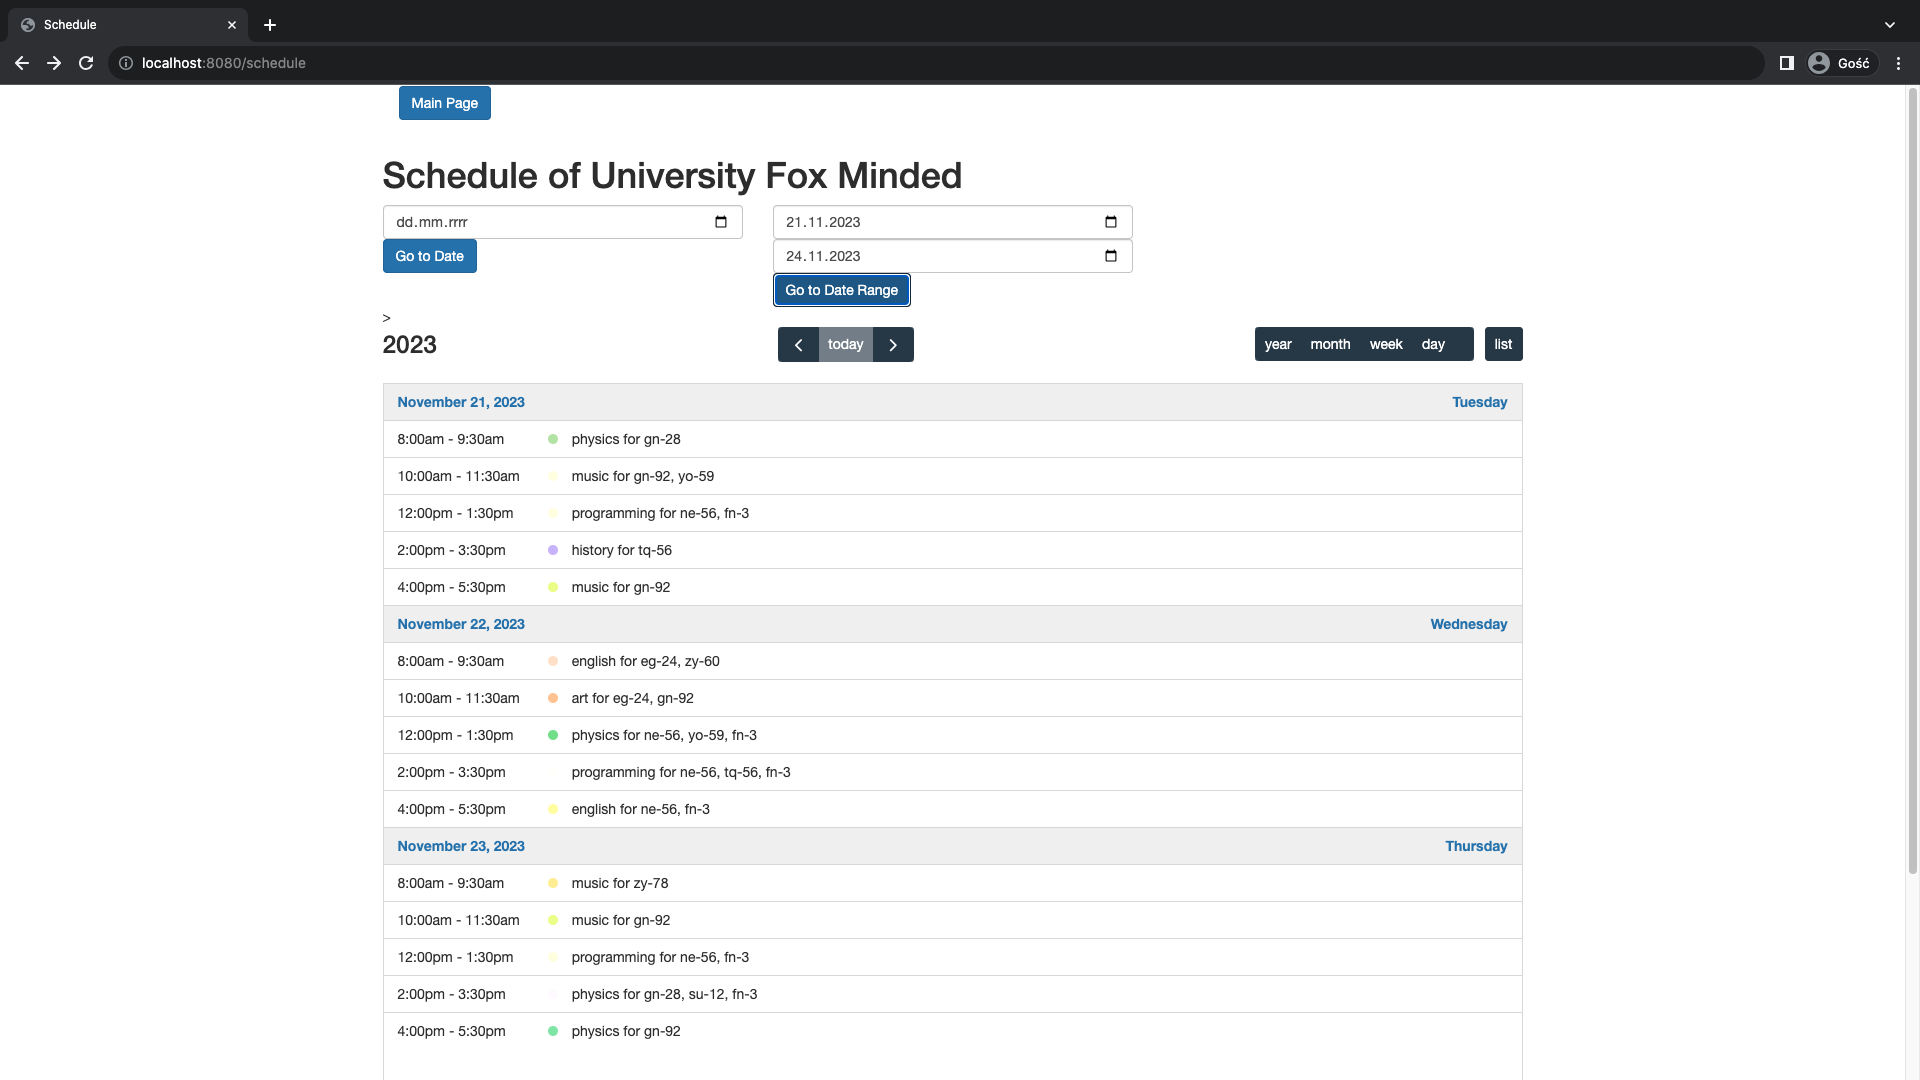 Schedule
localhost:8080/schedule
Gość
Main Page
Schedule of University Fox Minded
dd.mm.rrrr
21.11.2023
Go to Date
24.11.2023
Go to Date Range
>
2023
today
year month week day list
November 21, 2023 Tuesday
8:00am - 9:30am physics for gn-28
10:00am - 11:30am music for gn-92, yo-59
12:00pm - 1:30pm programming for ne-56, fn-3
2:00pm - 3:30pm history for tq-56
4:00pm - 5:30pm music for gn-92
November 22, 2023 Wednesday
8:00am - 9:30am english for eg-24, zy-60
10:00am - 11:30am art for eg-24, gn-92
12:00pm - 1:30pm physics for ne-56, yo-59, fn-3
2:00pm - 3:30pm programming for ne-56, tq-56, fn-3
4:00pm - 5:30pm english for ne-56, fn-3
November 23, 2023 Thursday
8:00am - 9:30am music for zy-78
10:00am - 11:30am music for gn-92
12:00pm - 1:30pm programming for ne-56, fn-3
2:00pm - 3:30pm physics for gn-28, su-12, fn-3
4:00pm - 5:30pm physics for gn-92